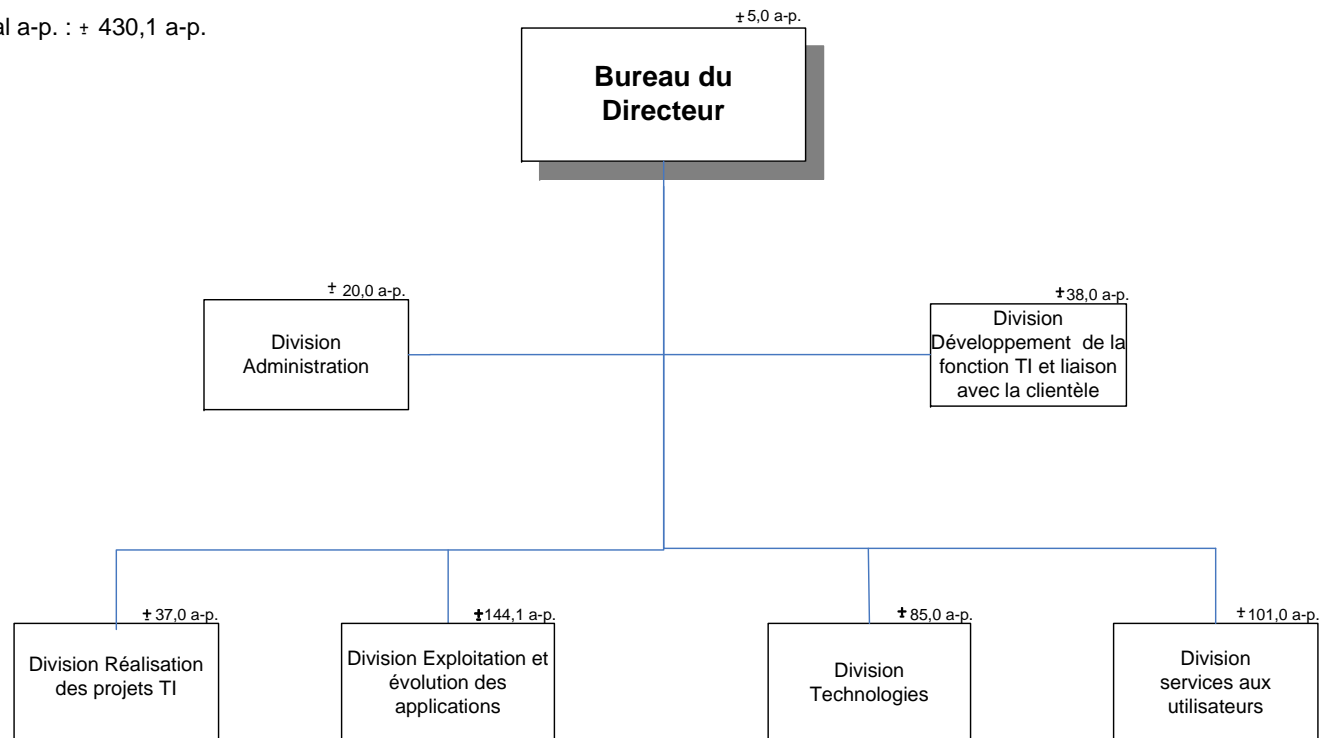 al a-p. : ± 430,1 a-p.
±5,0 a-p.
Bureau du
Directeur
± 20,0 a-p.
Division
Administration
±38,0 a-p.
Division
Développement de la
fonction TI et liaison
avec la clientèle
± 37,0 a-p.
Division Réalisation
des projets TI
±144,1 a-p.
Division Exploitation et
évolution des
applications
± 85,0 a-p.
Division
Technologies
±101,0 a-p.
Division
services aux
utilisateurs